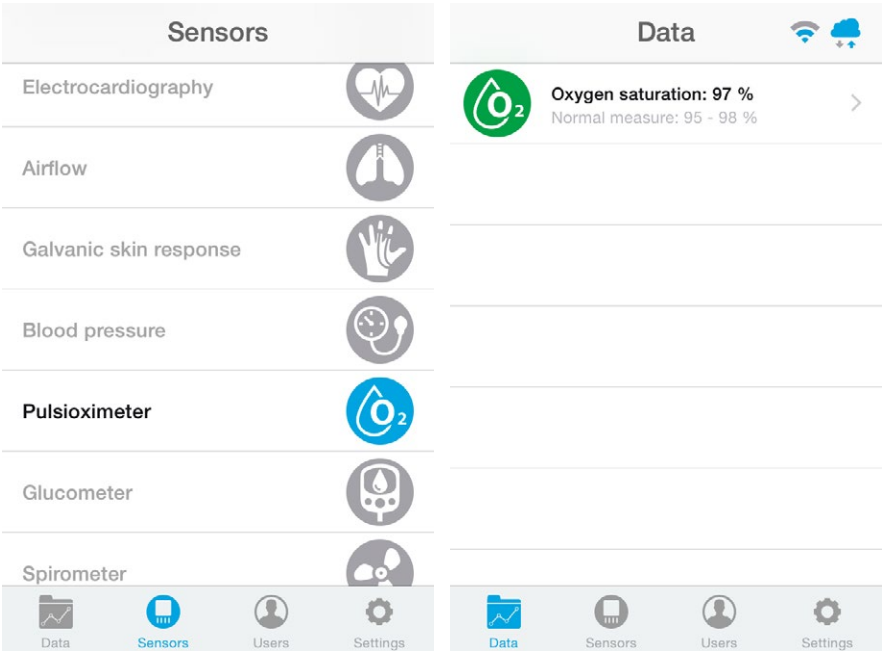 Sensors
Electrocardiography
Airflow
Galvanic skin response
Blood pressure
Pulsioximeter
O2
Glucometer
Spirometer
Data
Sensors
Users
Settings
Data
O2
Oxygen saturation: 97 %
Normal measure: 95 - 98 %
Data
Sensors
Users
Settings